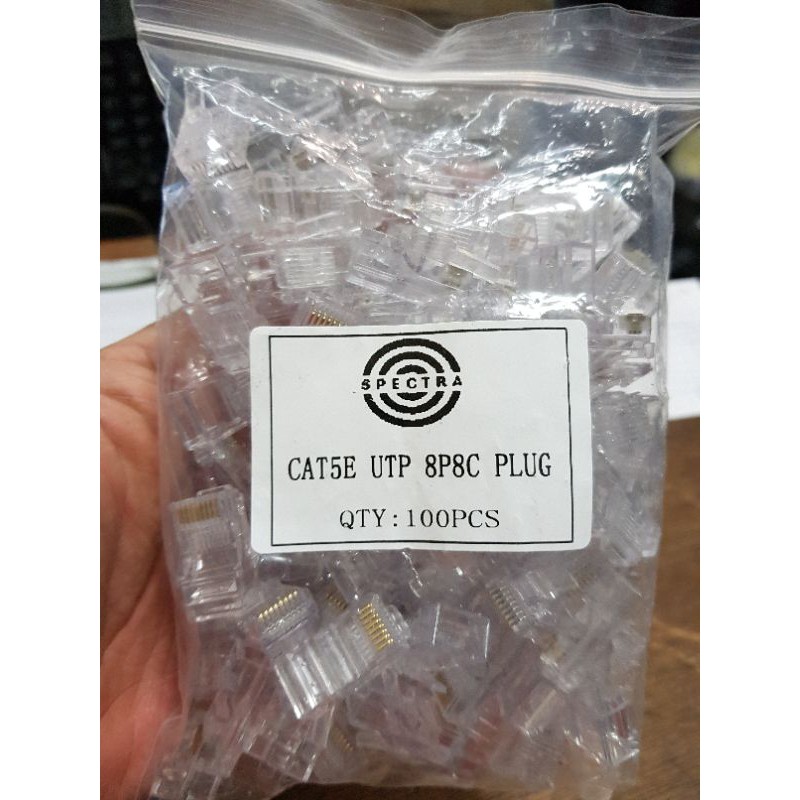 SPECTRA
CAT5E UTP 8P8C PLUG
QTY:100PCS